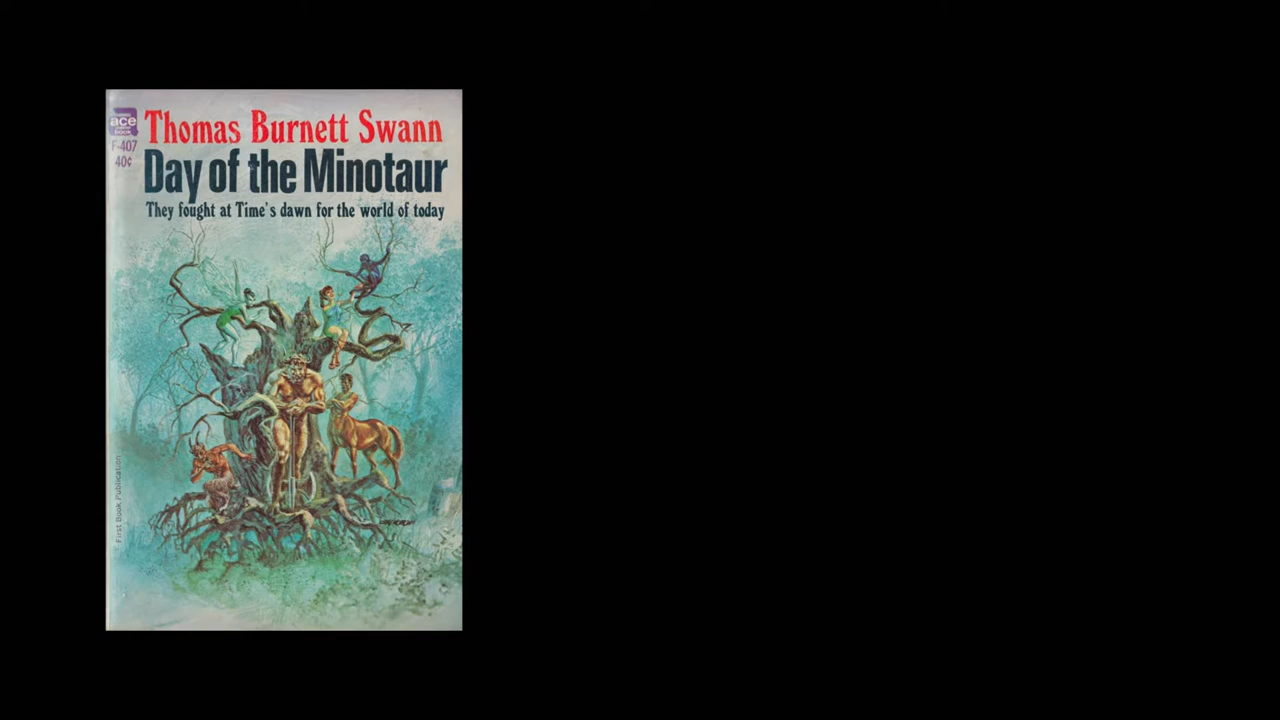 ace
BOOK
F-407
40¢
Thomas Burnett Swann
Day of the Minotaur
They fought at Time's dawn for the world of today
First Book Publication